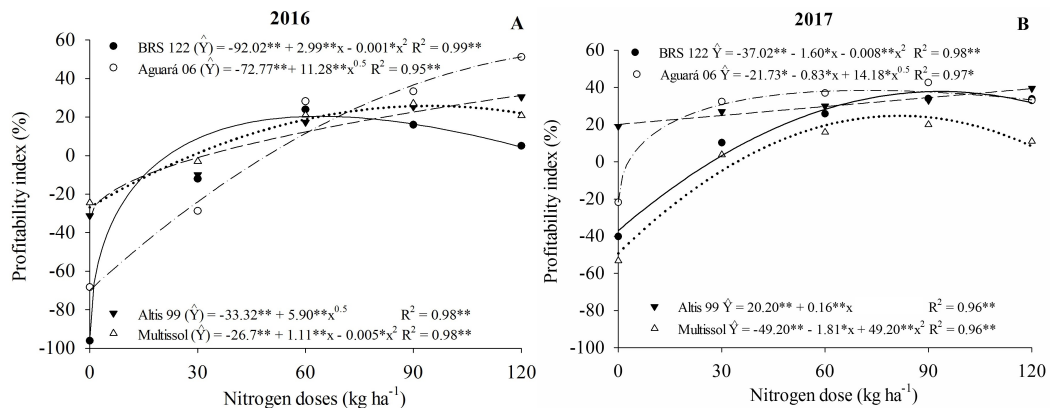 2016
A
BRS 122 (Ŷ) = -92.02** + 2.99**x - 0.001*x² R² = 0.99**
Aguará 06 (Ŷ) = -72.77**+ 11.28**x^0.5 R² = 0.95**
60
40
20
0
-20
-40
-60
-80
-100
Profitability index (%)
Altis 99 (Ŷ) = -33.32** + 5.90**x^0.5 R² = 0.98**
Multissol (Ŷ) = -26.7** + 1.11**x - 0.005*x² R² = 0.98**
0 30 60 90 120
Nitrogen doses (kg ha⁻¹)
2017
B
BRS 122 Ŷ = -37.02** - 1.60*x - 0.008**x² R² = 0.98**
Aguará 06 Ŷ = -21.73* - 0.83*x + 14.18*x^0.5 R² = 0.97*
60
40
20
0
-20
-40
-60
-80
-100
Profitability index (%)
Altis 99 Ŷ = 20.20** + 0.16**x R² = 0.96**
Multissol Ŷ = -49.20** - 1.81*x + 49.20**x² R² = 0.96**
0 30 60 90 120
Nitrogen dose (kg ha⁻¹)